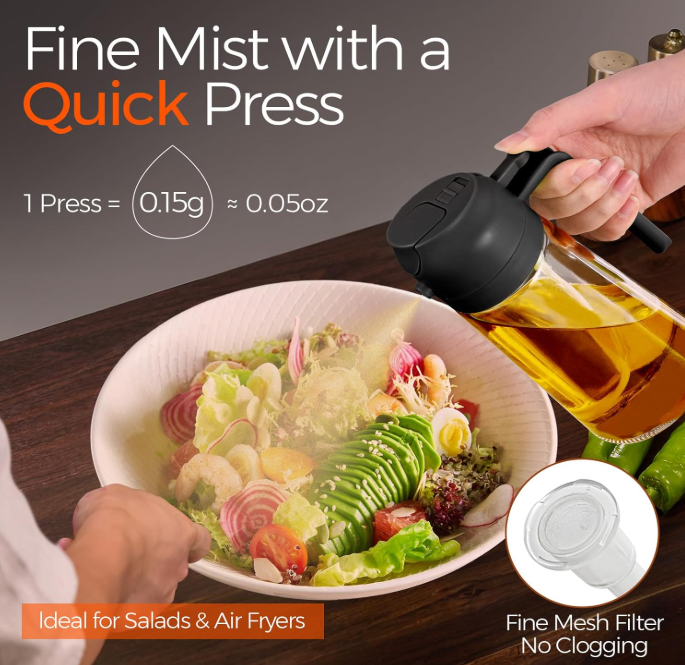 Fine Mist with a
Quick Press
1 Press = 0.15g ≈ 0.05oz
Ideal for Salads & Air Fryers
Fine Mesh Filter
No Clogging